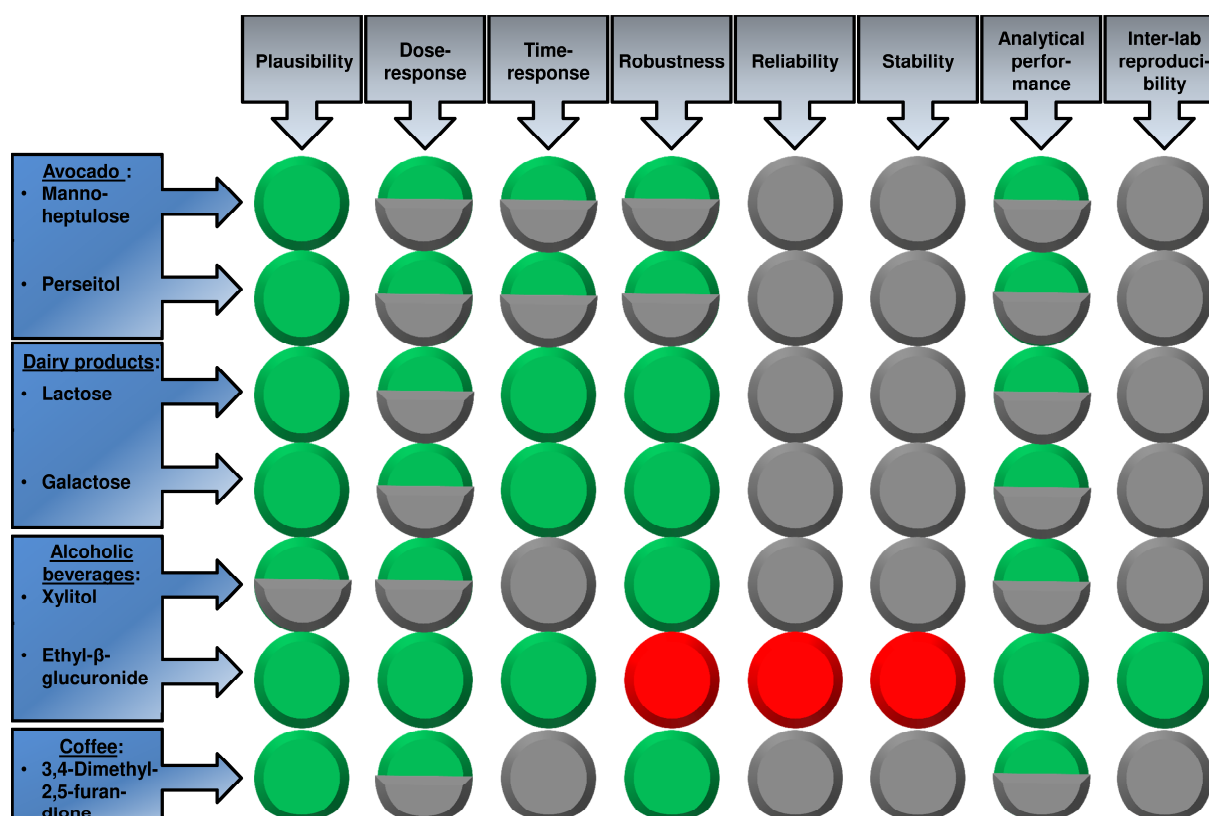 Plausibility
Dose-
response
Time-
response
Robustness
Reliability
Stability
Analytical
perfor-
mance
Inter-lab
reproduci-
bility
Avocado :
• Manno-
heptulose
• Perseitol
Dairy products:
• Lactose
• Galactose
Alcoholic
beverages:
• Xylitol
• Ethyl-β-
glucuronide
Coffee:
• 3,4-Dimethyl-
2,5-furan-
dione